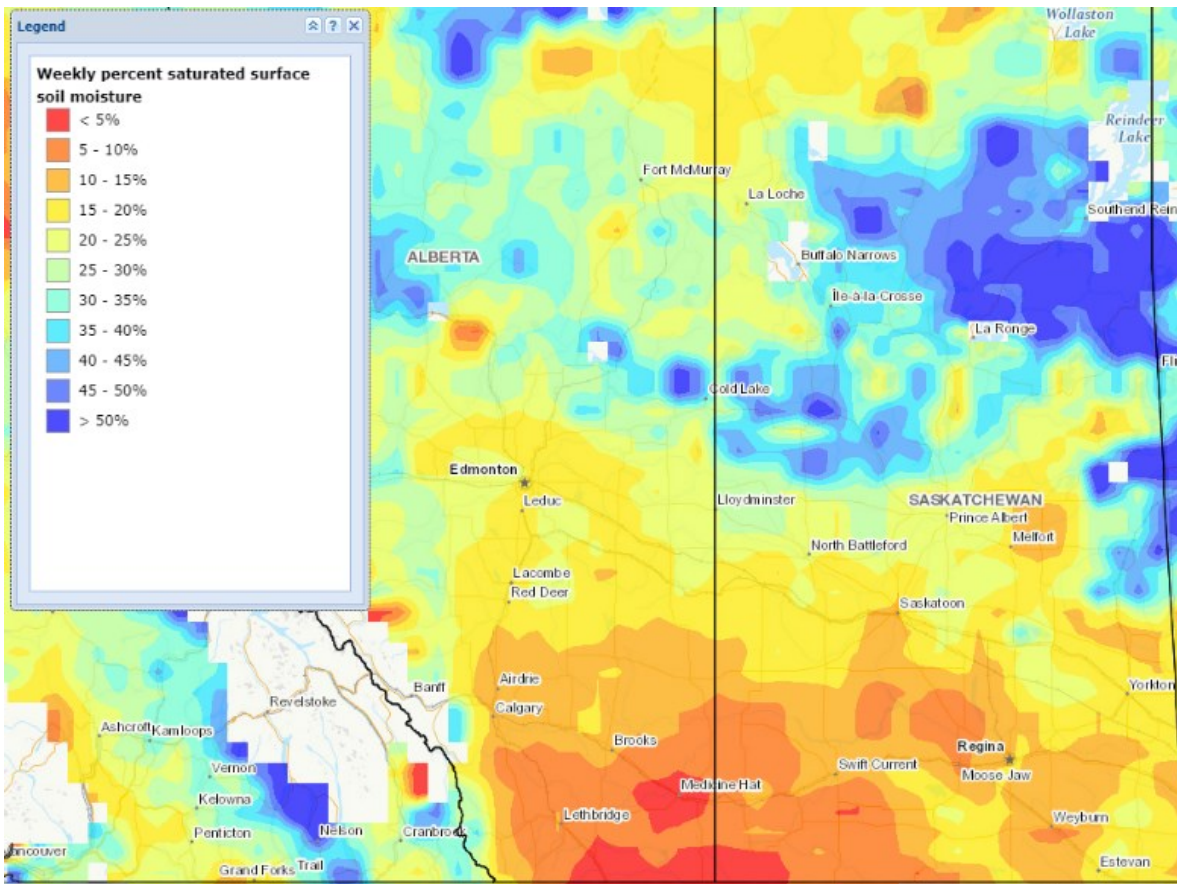 Legend
Weekly percent saturated surface
soil moisture
< 5%
5 - 10%
10 - 15%
15 - 20%
20 - 25%
25 - 30%
30 - 35%
35 - 40%
40 - 45%
45 - 50%
> 50%
Wollaston
Lake
Reindeer
Lake
Fort McMurray
La Loche
Southend Rein
ALBERTA
Buffalo Narrows
Île-à-la-Crosse
La Ronge
Cold Lake
Edmonton
Leduc
Lloydminster
SASKATCHEWAN
Prince Albert
North Battleford
Melfort
Lacombe
Red Deer
Saskatoon
Airdrie
Banff
Yorkton
Revelstoke
Calgary
Ashcroft
Kamloops
Brooks
Regina
Vernon
Swift Current
Moose Jaw
Medicine Hat
Kelowna
Lethbridge
Weyburn
Penticton
Nelson
Cranbrook
ancouver
Grand Forks
Trail
Estevan